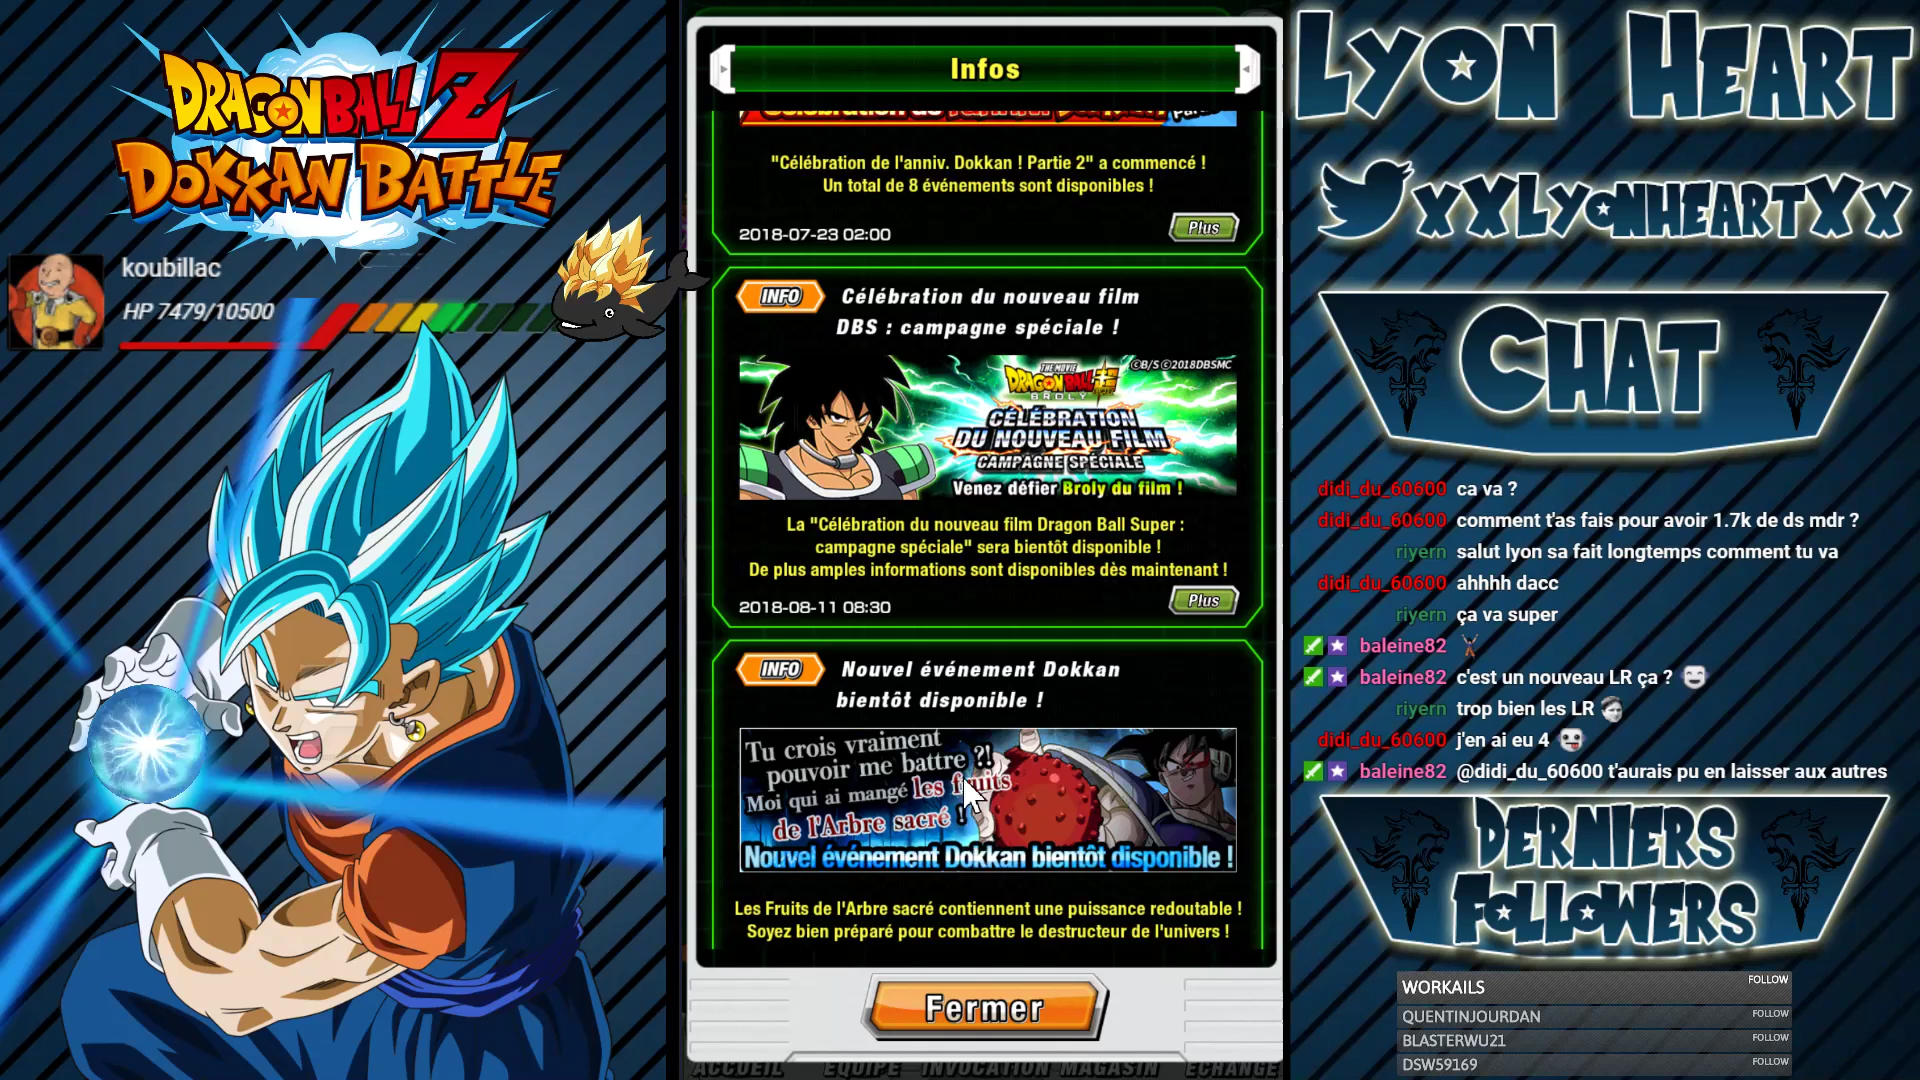 DRAGON BALL Z
DOKKAN BATTLE
koubillac
HP 7479/10500
Infos
"Célébration de l'anniv. Dokkan ! Partie 2" a commencé !
Un total de 8 événements sont disponibles !
2018-07-23 02:00
Plus
INFO
Célébration du nouveau film
DBS : campagne spéciale !
©B/S ©2018DBSMC
THE MOVIE
DRAGON BALL
BROLY
CÉLÉBRATION
DU NOUVEAU FILM
CAMPAGNE SPÉCIALE
Venez défier Broly du film !
La "Célébration du nouveau film Dragon Ball Super :
campagne spéciale" sera bientôt disponible !
De plus amples informations sont disponibles dès maintenant !
2018-08-11 08:30
Plus
INFO
Nouvel événement Dokkan
bientôt disponible !
Tu crois vraiment
pouvoir me battre ?!
Moi qui ai mangé les fruits
de l'Arbre sacré !
Nouvel événement Dokkan bientôt disponible !
Les Fruits de l'Arbre sacré contiennent une puissance redoutable !
Soyez bien préparé pour combattre le destructeur de l'univers !
Fermer
ACCUEIL ÉQUIPE INVOCATION MAGASIN ÉCHANGE
LYON HEART
xXLyonheartXx
CHAT
didi_du_60600 ca va ?
didi_du_60600 comment t'as fais pour avoir 1.7k de ds mdr ?
riyern salut lyon sa fait longtemps comment tu va
didi_du_60600 ahhhh dacc
riyern ça va super
baleine82
baleine82 c'est un nouveau LR ça ?
riyern trop bien les LR
didi_du_60600 j'en ai eu 4
baleine82 @didi_du_60600 t'aurais pu en laisser aux autres
DERNIERS
FOLLOWERS
WORKAILS FOLLOW
QUENTINJOURDAN FOLLOW
BLASTERWU21 FOLLOW
DSW59169 FOLLOW